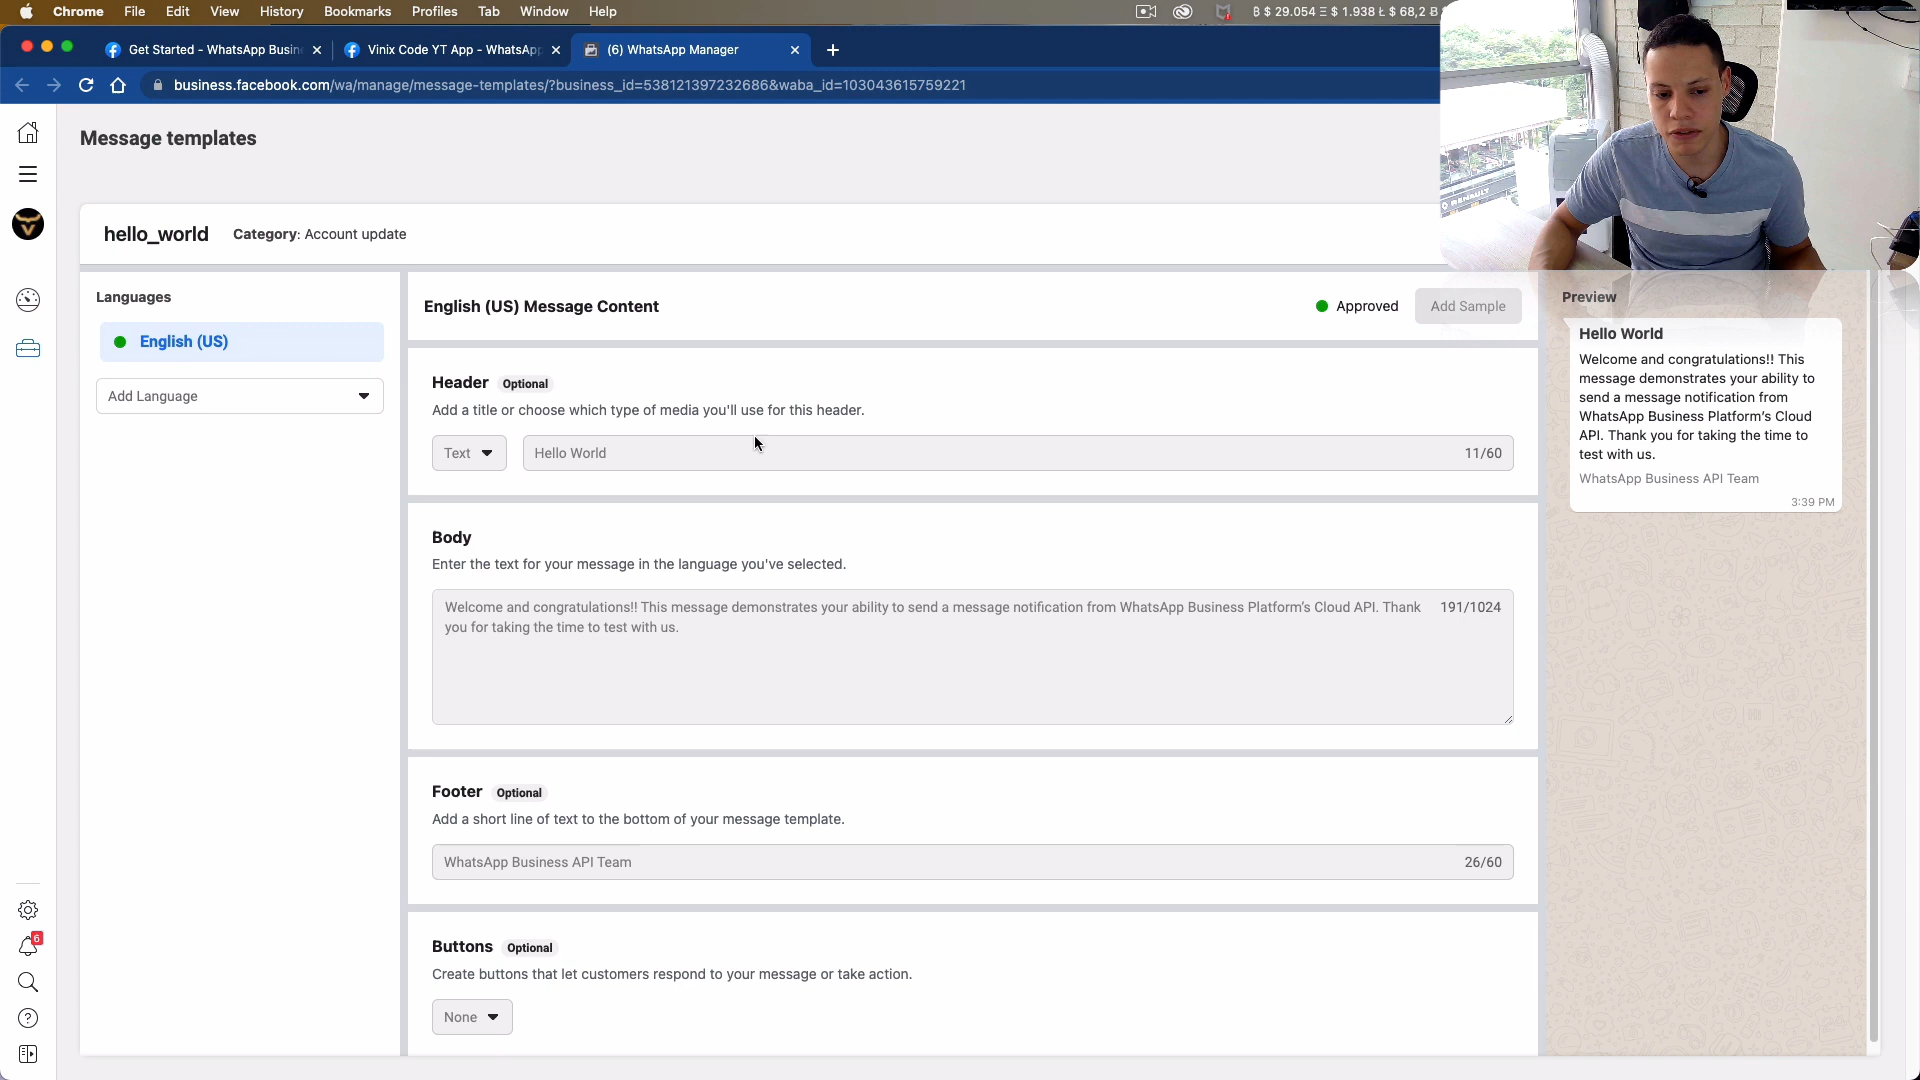 Chrome File Edit View History Bookmarks Profiles Tab Window Help
₿ $ 29.054 Ξ $ 1.938 Ł $ 68,2 Ƀ
Get Started - WhatsApp Busin
Vinix Code YT App - WhatsAp
(6) WhatsApp Manager
business.facebook.com/wa/manage/message-templates/?business_id=538121397232686&waba_id=103043615759221
Message templates
hello_world Category: Account update
Languages
English (US)
Add Language
English (US) Message Content
Approved
Add Sample
Header Optional
Add a title or choose which type of media you'll use for this header.
Text
Hello World 11/60
Body
Enter the text for your message in the language you've selected.
Welcome and congratulations!! This message demonstrates your ability to send a message notification from WhatsApp Business Platform's Cloud API. Thank 191/1024
you for taking the time to test with us.
Footer Optional
Add a short line of text to the bottom of your message template.
WhatsApp Business API Team 26/60
Buttons Optional
Create buttons that let customers respond to your message or take action.
None
Preview
Hello World
Welcome and congratulations!! This
message demonstrates your ability to
send a message notification from
WhatsApp Business Platform's Cloud
API. Thank you for taking the time to
test with us.
WhatsApp Business API Team
3:39 PM
6
RENAULT